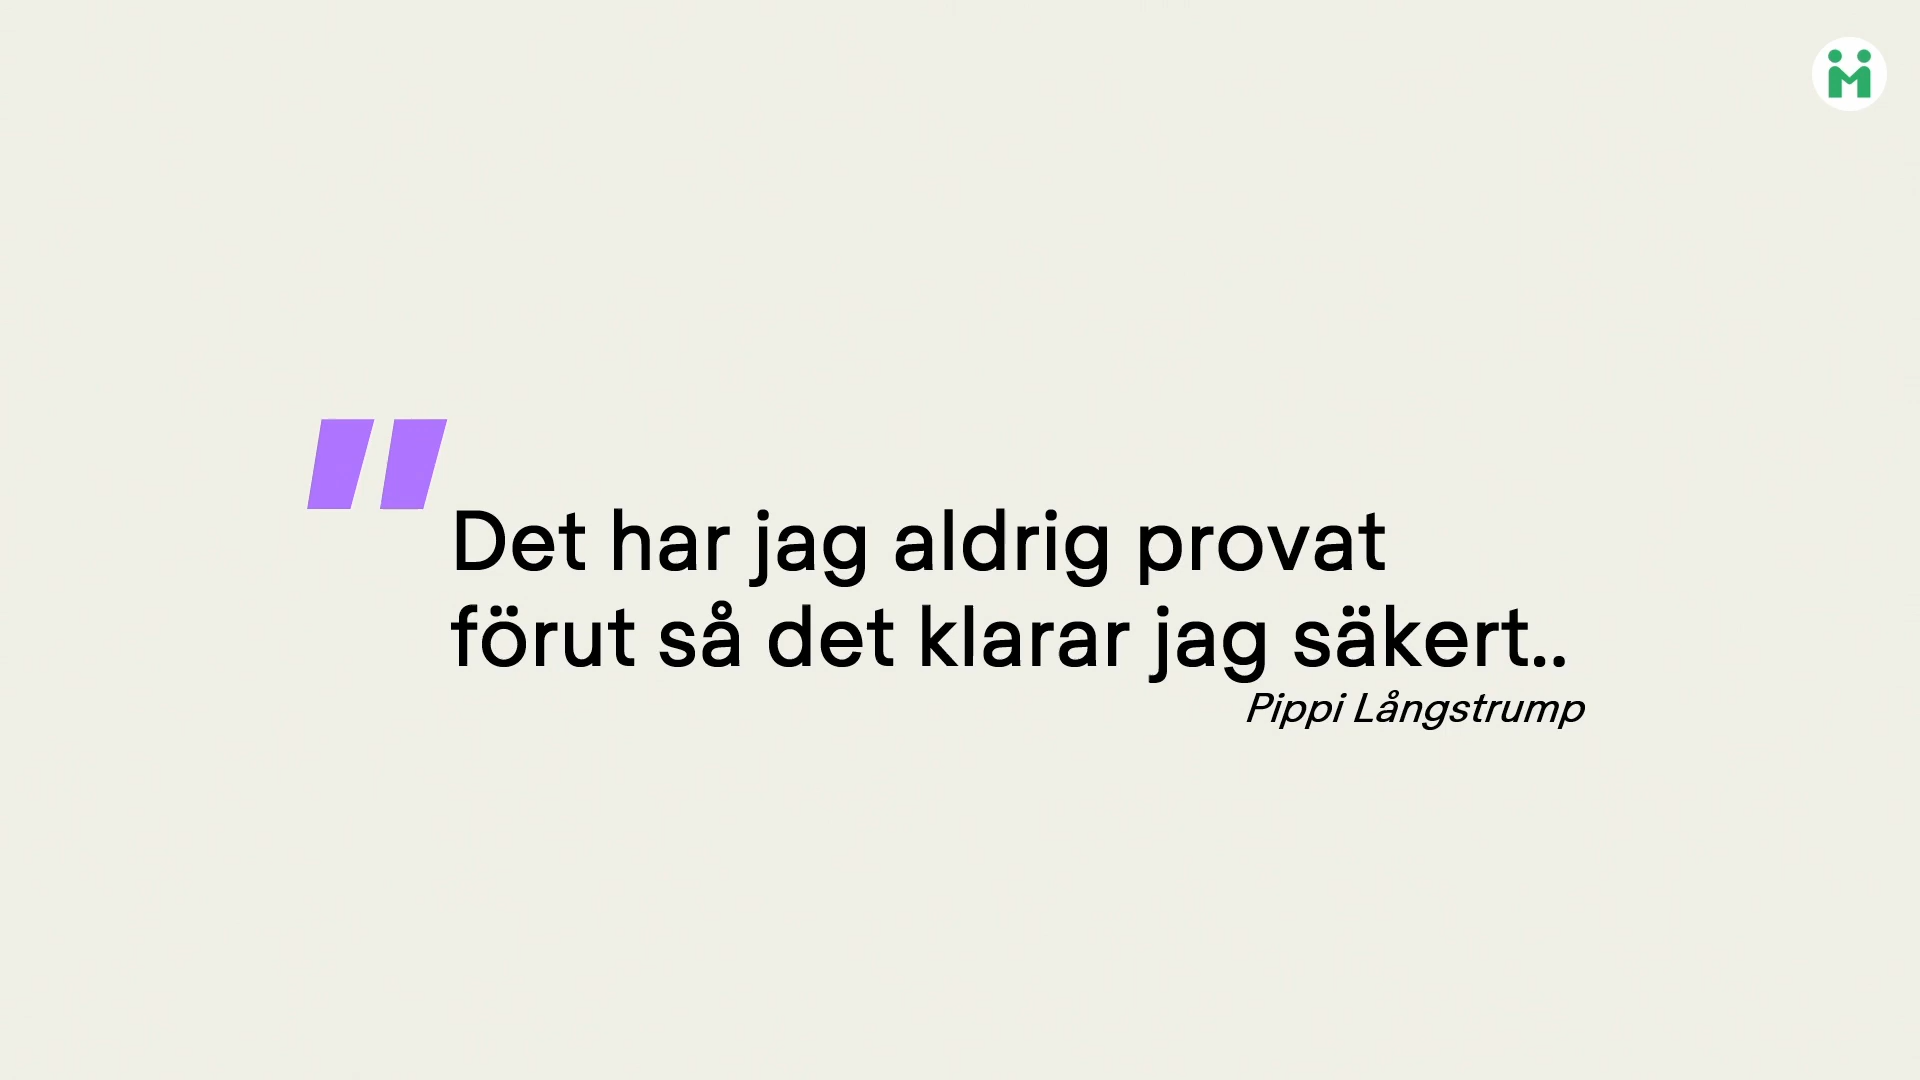 Det har jag aldrig provat
förut så det klarar jag säkert..
Pippi Långstrump